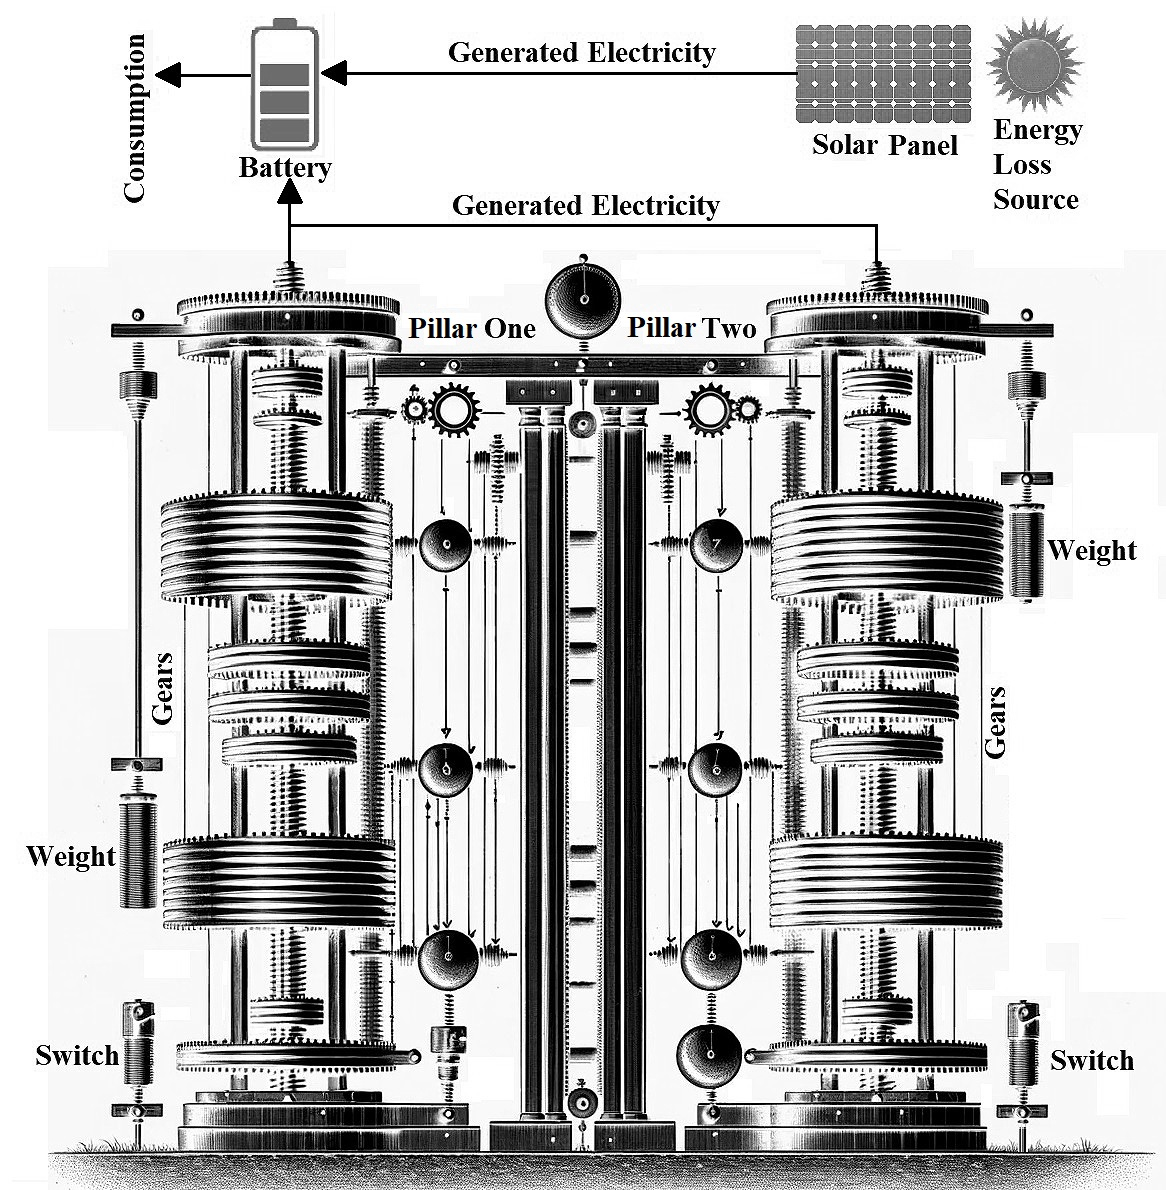 Consumption
Generated Electricity
Solar Panel
Energy
Loss
Source
Battery
Generated Electricity
Pillar One
Pillar Two
Weight
Gears
Gears
Weight
Switch
Switch